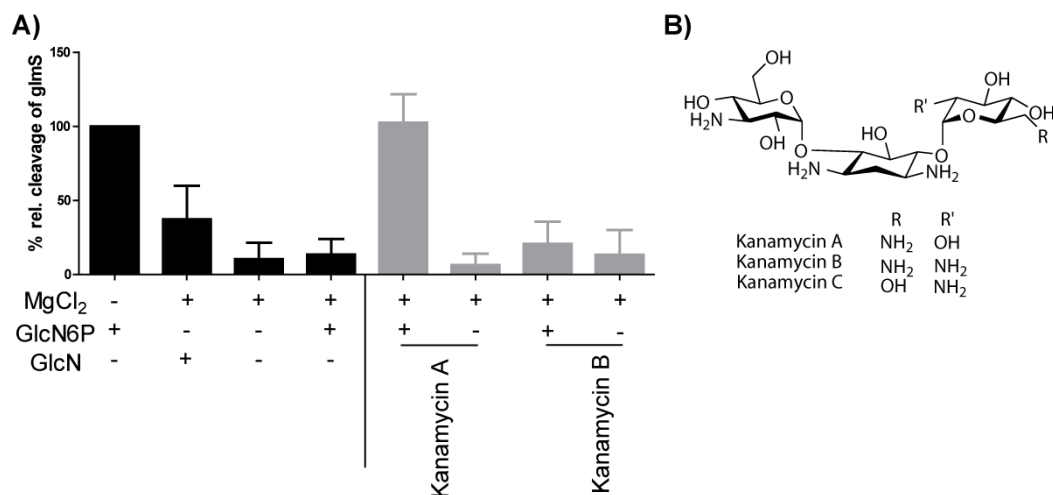 A)
% rel. cleavage of glmS
150
100
50
0
MgCl2 - + + + + + + +
GlcN6P + - - + + - + -
GlcN - + - -
Kanamycin A
Kanamycin B
B)
OH
HO
H2N
O
OH
O
HO
H2N
NH2
O
R'
OH
O
OH
R
R R'
Kanamycin A NH2 OH
Kanamycin B NH2 NH2
Kanamycin C OH NH2